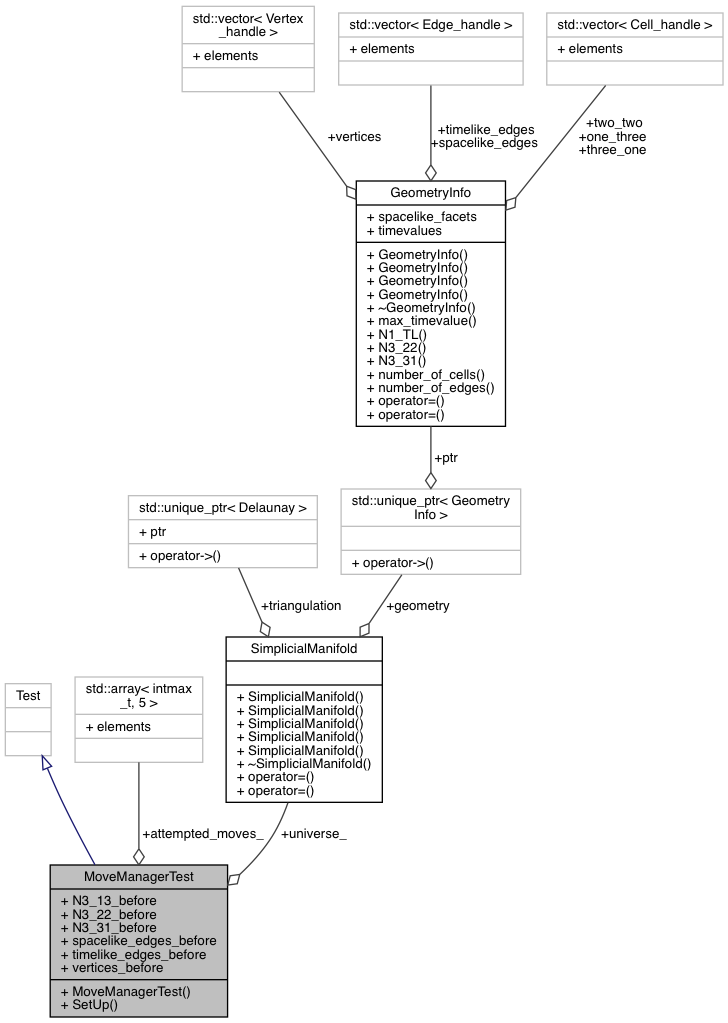 std::vector< Vertex
_handle >
+ elements
std::vector< Edge_handle >
+ elements
std::vector< Cell_handle >
+ elements
+vertices
+timelike_edges
+spacelike_edges
+two_two
+one_three
+three_one
GeometryInfo
+ spacelike_facets
+ timevalues
+ GeometryInfo()
+ GeometryInfo()
+ GeometryInfo()
+ GeometryInfo()
+ ~GeometryInfo()
+ max_timevalue()
+ N1_TL()
+ N3_22()
+ N3_31()
+ number_of_cells()
+ number_of_edges()
+ operator=()
+ operator=()
+ptr
std::unique_ptr< Delaunay >
+ ptr
+ operator->()
std::unique_ptr< Geometry
Info >
+ operator->()
+triangulation
+geometry
SimplicialManifold
+ SimplicialManifold()
+ SimplicialManifold()
+ SimplicialManifold()
+ SimplicialManifold()
+ SimplicialManifold()
+ ~SimplicialManifold()
+ operator=()
+ operator=()
Test
std::array< intmax
_t, 5 >
+ elements
+attempted_moves_
+universe_
MoveManagerTest
+ N3_13_before
+ N3_22_before
+ N3_31_before
+ spacelike_edges_before
+ timelike_edges_before
+ vertices_before
+ MoveManagerTest()
+ SetUp()